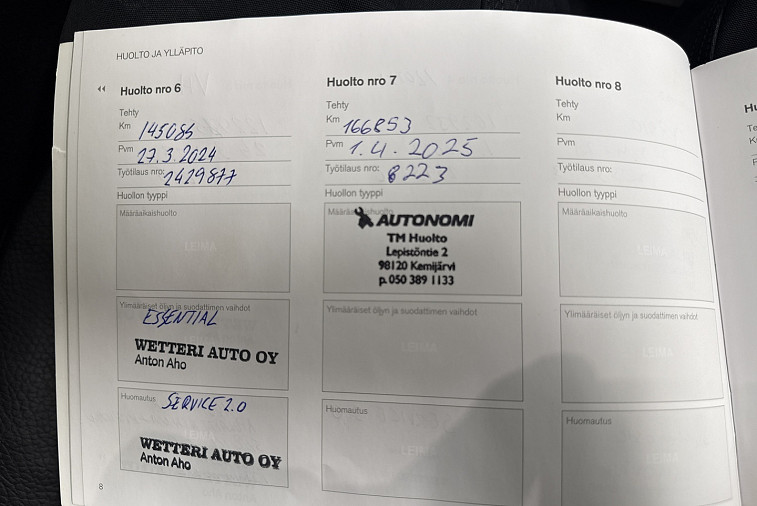 HUOLTO JA YLLÄPITO
Huolto nro 6
Tehty
Km 145086
Pvm 27.3.2024
Työtilaus nro: 2429877
Huollon tyyppi
Määräaikaishuolto
LEIMA
Ylimääräiset öljyn ja suodattimen vaihdot
ESSENTIAL
WETTERI AUTO OY
Anton Aho
Huomautus
SERVICE 2.0
WETTERI AUTO OY
Anton Aho
8
Huolto nro 7
Tehty
Km 166853
Pvm 1.4.2025
Työtilaus nro: 8223
Huollon tyyppi
Määräaikaishuolto
AUTONOMI
TM Huolto
Lepistöntie 2
98120 Kemijärvi
p.050 389 1133
Ylimääräiset öljyn ja suodattimen vaihdot
LEIMA
Huomautus
Huolto nro 8
Tehty
Km
Pvm
Työtilaus nro:
Huollon tyyppi
Määräaikaishuolto
LEIMA
Ylimääräiset öljyn ja suodattimen vaihdot
LEIMA
Huomautus